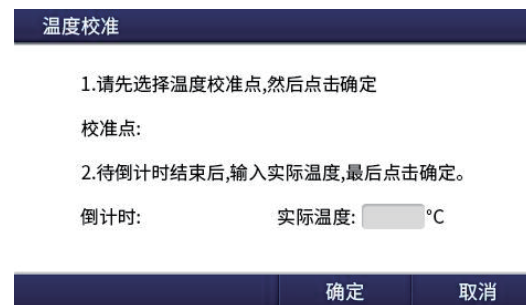 温度校准
1.请先选择温度校准点,然后点击确定
校准点:
2.待倒计时结束后,输入实际温度,最后点击确定。
倒计时: 实际温度: °C
确定 取消